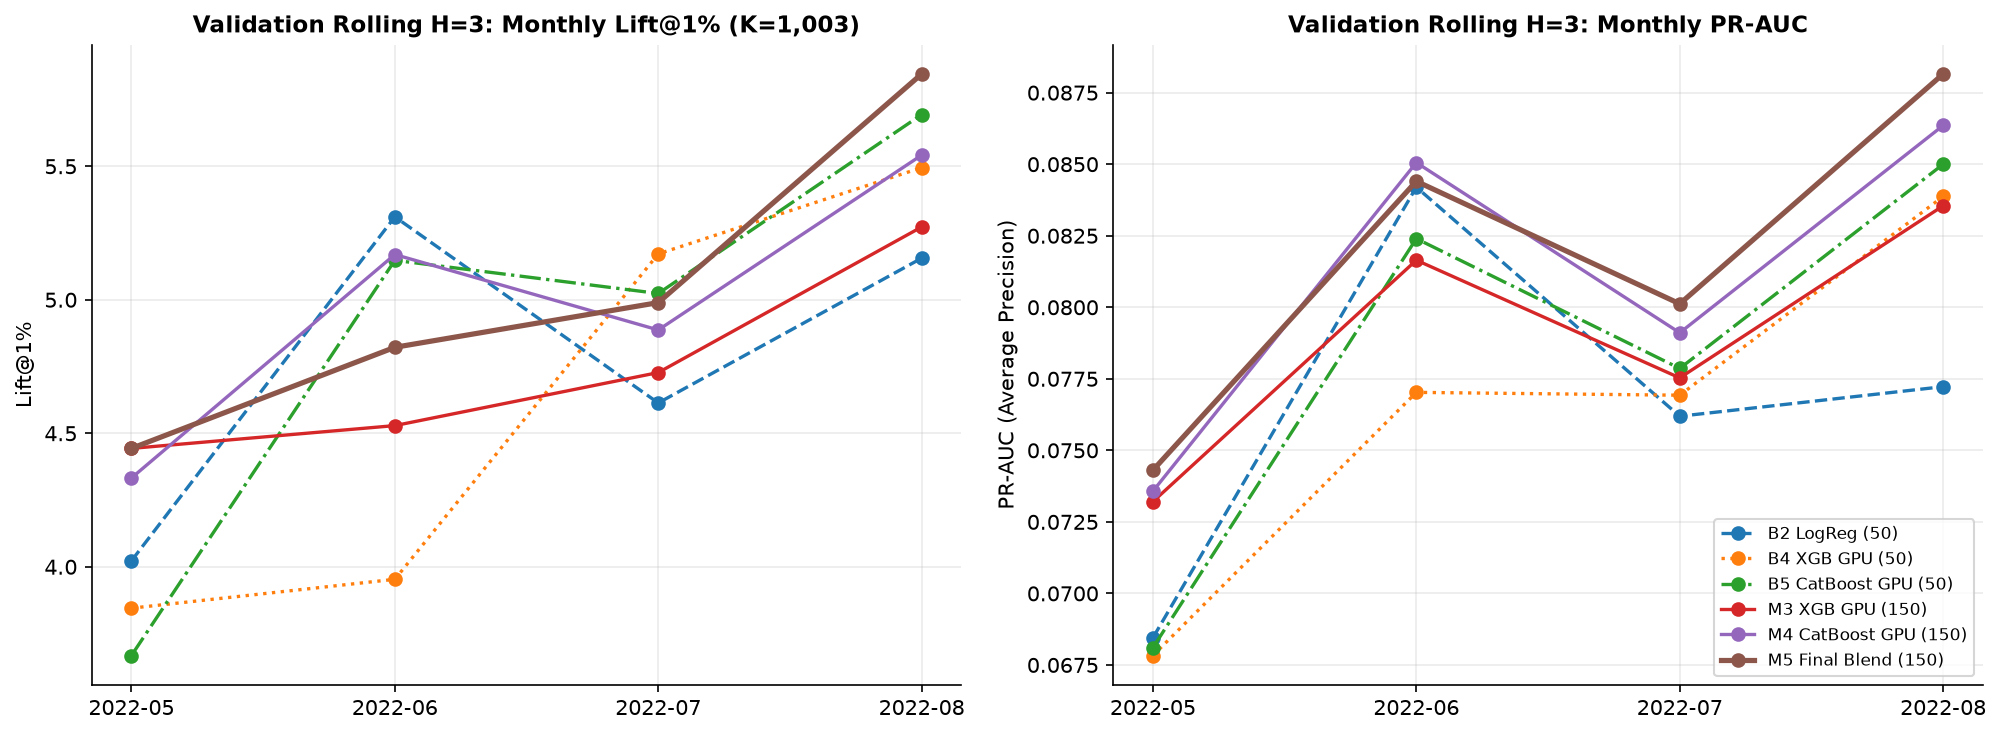 Validation Rolling H=3: Monthly Lift@1% (K=1,003)
Lift@1%
5.5
5.0
4.5
4.0
2022-05
2022-06
2022-07
2022-08
Validation Rolling H=3: Monthly PR-AUC
PR-AUC (Average Precision)
0.0875
0.0850
0.0825
0.0800
0.0775
0.0750
0.0725
0.0700
0.0675
2022-05
2022-06
2022-07
2022-08
B2 LogReg (50)
B4 XGB GPU (50)
B5 CatBoost GPU (50)
M3 XGB GPU (150)
M4 CatBoost GPU (150)
M5 Final Blend (150)